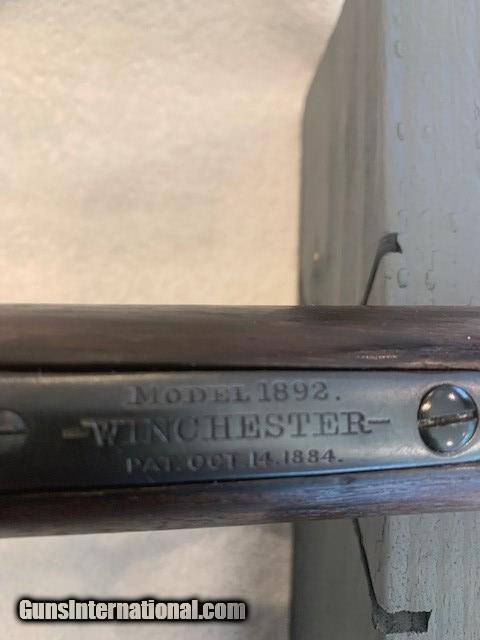 MODEL 1892.
-WINCHESTER-
PAT. OCT. 14. 1884.
GunsInternational.com